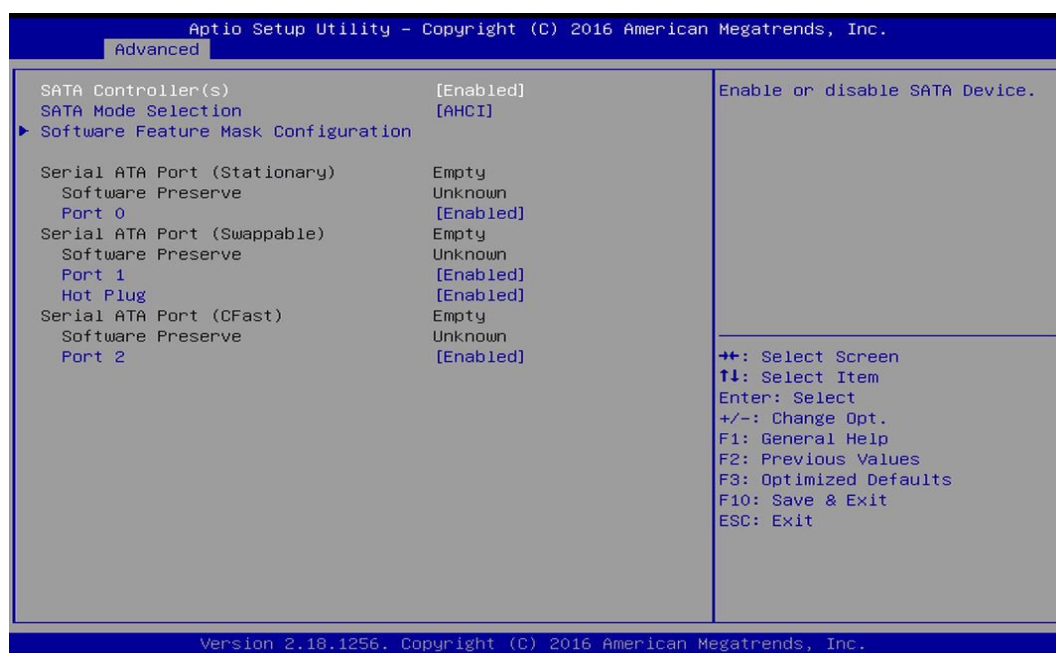 Aptio Setup Utility – Copyright (C) 2016 American Megatrends, Inc.
Advanced
SATA Controller(s) [Enabled]
SATA Mode Selection [AHCI]
▶ Software Feature Mask Configuration
Serial ATA Port (Stationary) Empty
Software Preserve Unknown
Port 0 [Enabled]
Serial ATA Port (Swappable) Empty
Software Preserve Unknown
Port 1 [Enabled]
Hot Plug [Enabled]
Serial ATA Port (CFast) Empty
Software Preserve Unknown
Port 2 [Enabled]
Enable or disable SATA Device.
→←: Select Screen
↑↓: Select Item
Enter: Select
+/-: Change Opt.
F1: General Help
F2: Previous Values
F3: Optimized Defaults
F10: Save & Exit
ESC: Exit
Version 2.18.1256. Copyright (C) 2016 American Megatrends, Inc.